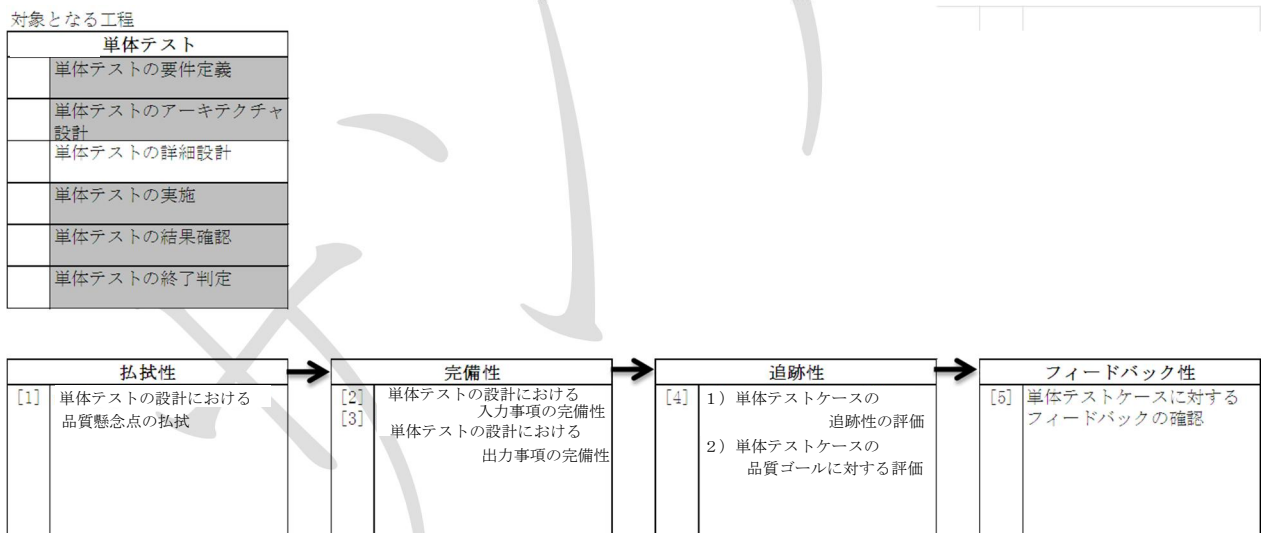 対象となる工程
単体テスト
単体テストの要件定義
単体テストのアーキテクチャ
設計
単体テストの詳細設計
単体テストの実施
単体テストの結果確認
単体テストの終了判定
払拭性
[1] 単体テストの設計における
品質懸念点の払拭
完備性
[2] 単体テストの設計における
入力事項の完備性
[3] 単体テストの設計における
出力事項の完備性
追跡性
[4] 1）単体テストケースの
追跡性の評価
2）単体テストケースの
品質ゴールに対する評価
フィードバック性
[5] 単体テストケースに対する
フィードバックの確認